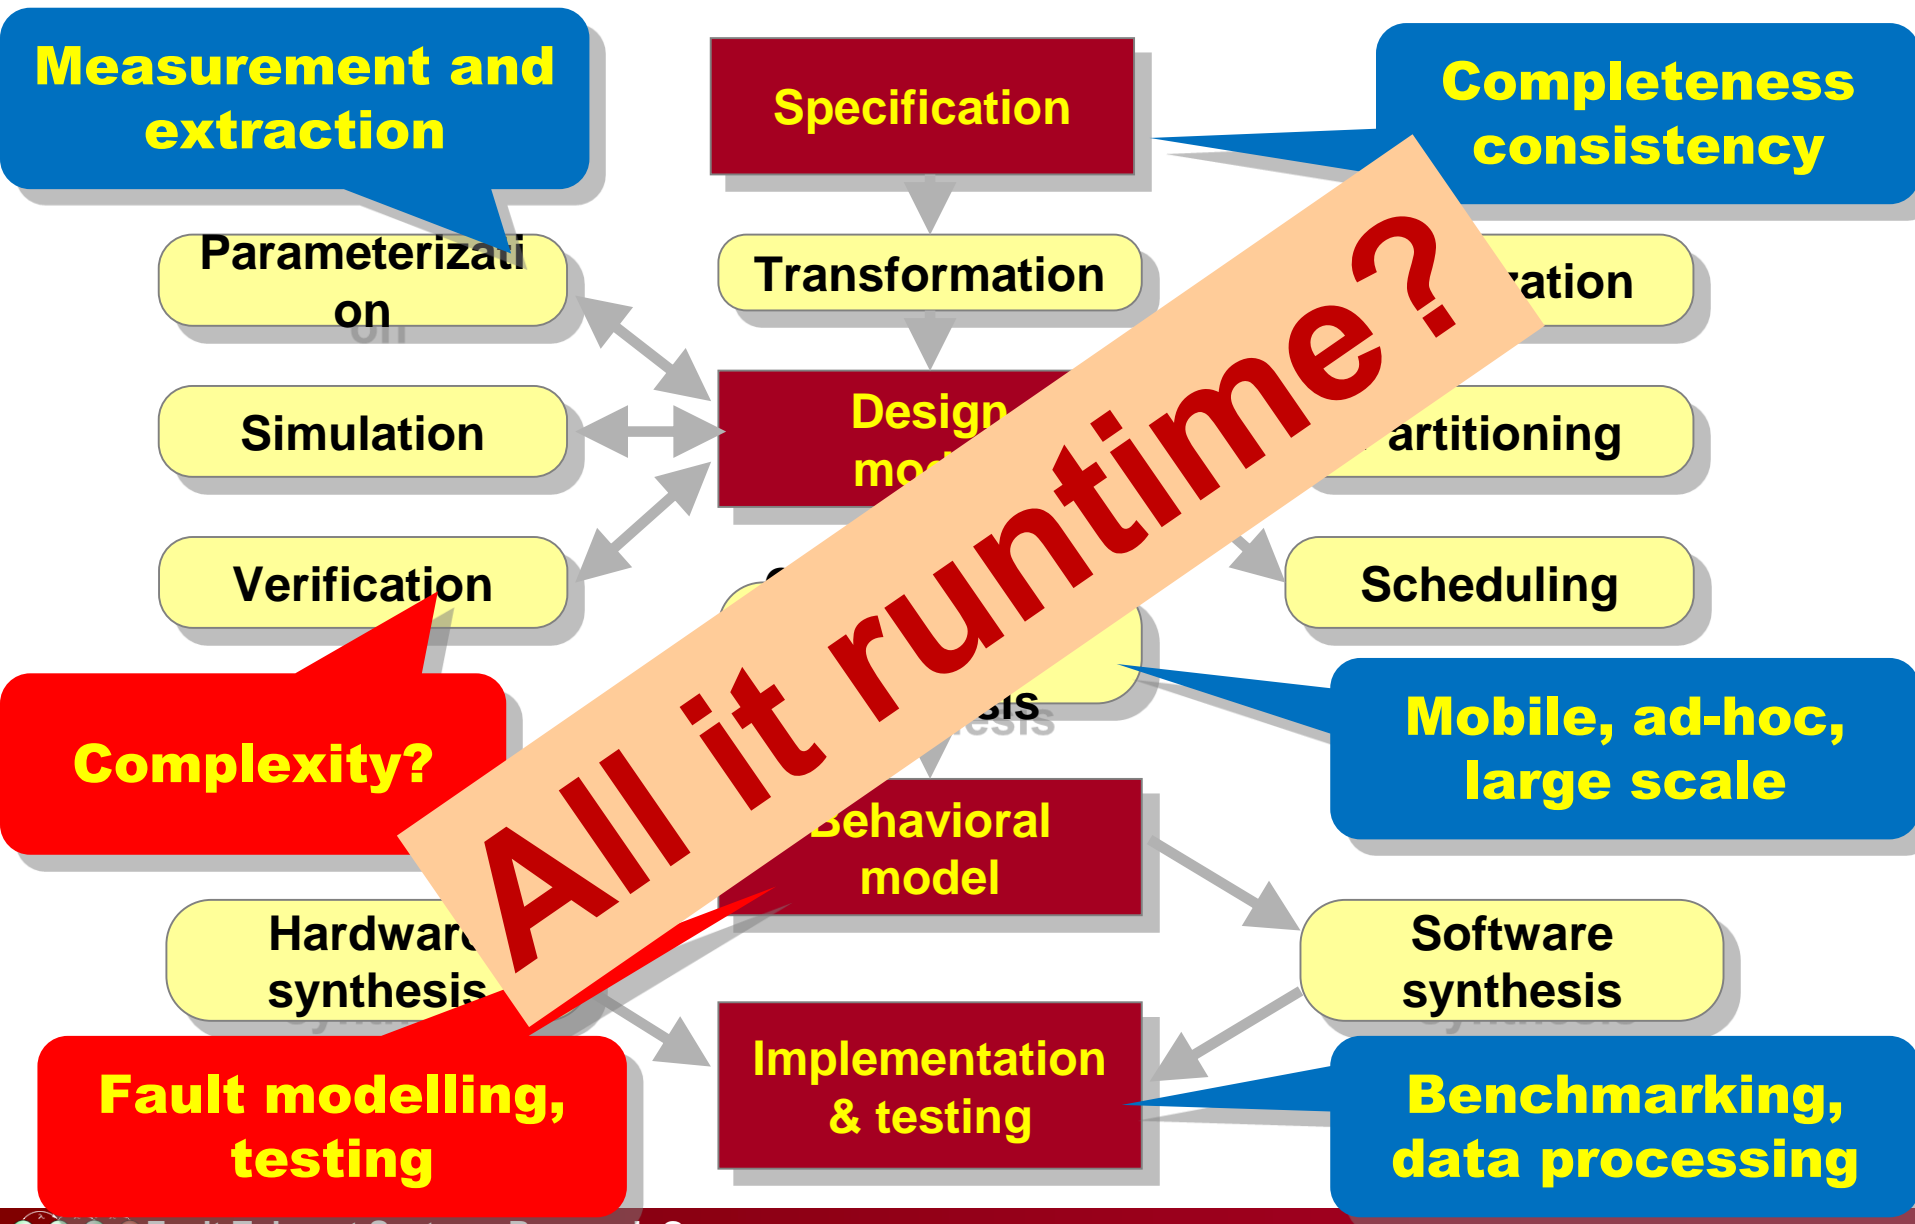 Measurement and
extraction
Specification
Completeness
consistency
Parameterizati
on
Transformation
zation
Simulation
Design
artitioning
Verification
Scheduling
All it runtime?
Complexity?
Mobile, ad-hoc,
large scale
Behavioral
model
Hardware
synthesis
Software
synthesis
Implementation
& testing
Fault modelling,
testing
Benchmarking,
data processing